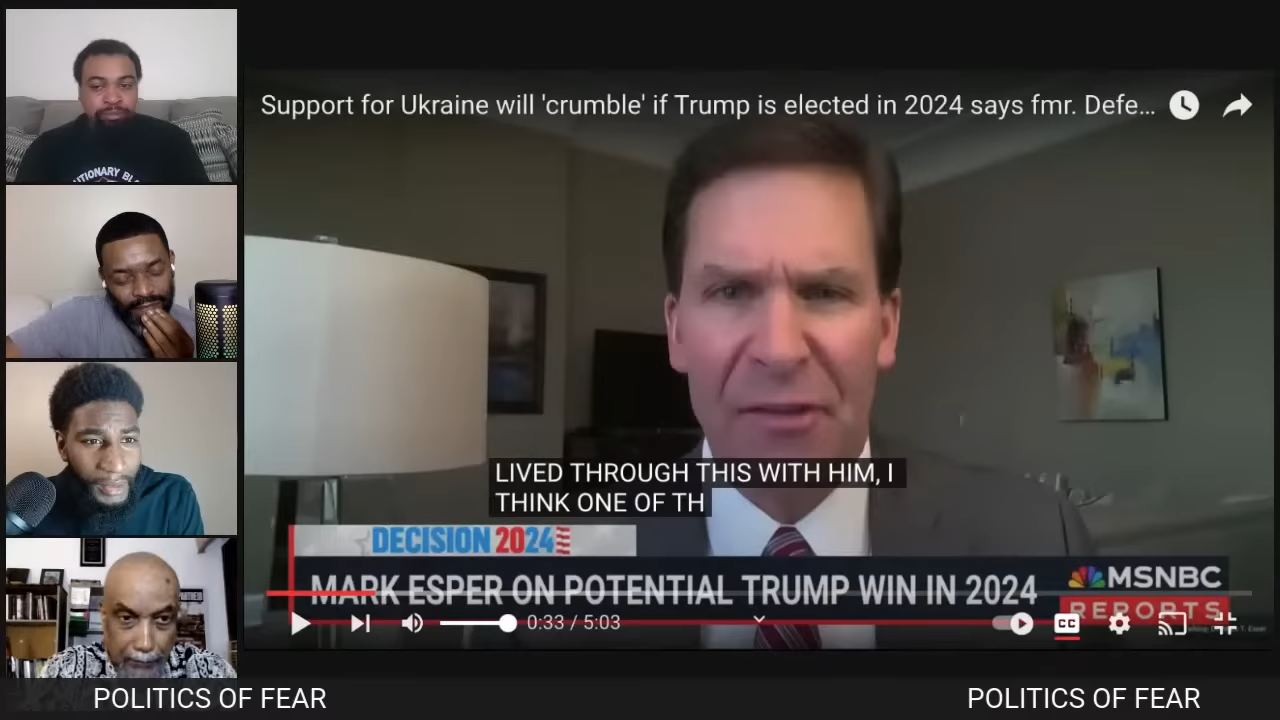 Support for Ukraine will 'crumble' if Trump is elected in 2024 says fmr. Defe...
LIVED THROUGH THIS WITH HIM, I
THINK ONE OF TH
DECISION 2024
MARK ESPER ON POTENTIAL TRUMP WIN IN 2024
MSNBC
REPORTS
0:33 / 5:03
CC
POLITICS OF FEAR
POLITICS OF FEAR